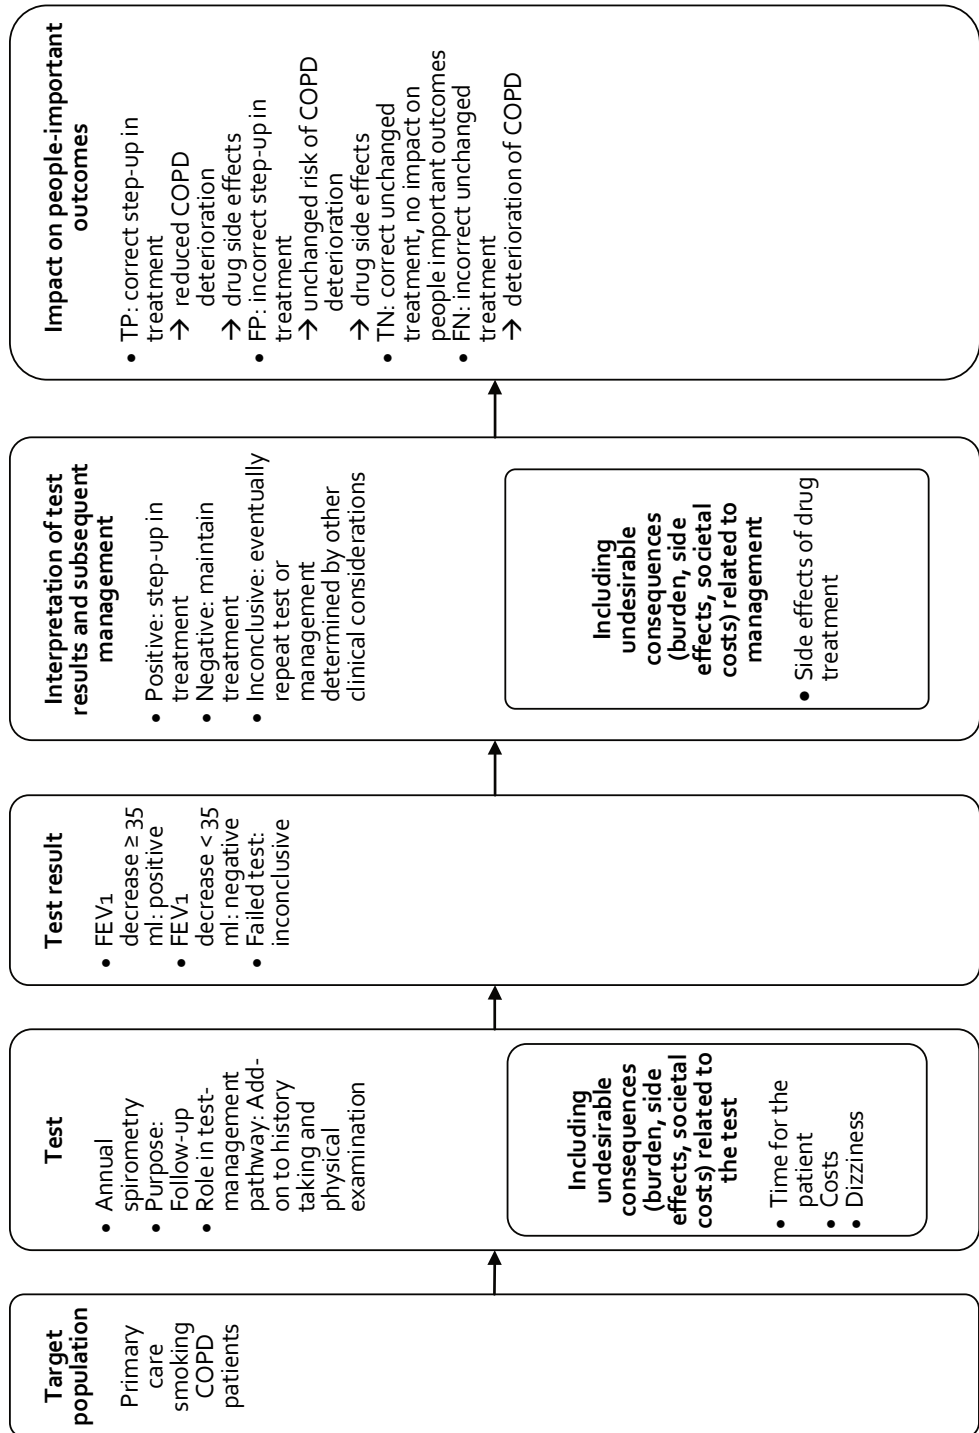 Target
population
Primary
care
smoking
COPD
patients
Test
• Annual
spirometry
• Purpose:
Follow-up
• Role in test-
management
pathway: Add-
on to history
taking and
physical
examination
Including
undesirable
consequences
(burden, side
effects, societal
costs) related to
the test
• Time for the
patient
• Costs
• Dizziness
Test result
• FEV1
decrease ≥ 35
ml: positive
• FEV1
decrease < 35
ml: negative
• Failed test:
inconclusive
Interpretation of test
results and subsequent
management
• Positive: step-up in
treatment
• Negative: maintain
treatment
• Inconclusive: eventually
repeat test or
management
determined by other
clinical considerations
Including
undesirable
consequences
(burden, side
effects, societal
costs) related to
management
• Side effects of drug
treatment
Impact on people-important
outcomes
• TP: correct step-up in
treatment
→ reduced COPD
deterioration
→ drug side effects
• FP: incorrect step-up in
treatment
→ unchanged risk of COPD
deterioration
→ drug side effects
• TN: correct unchanged
treatment, no impact on
people important outcomes
• FN: incorrect unchanged
treatment
→ deterioration of COPD